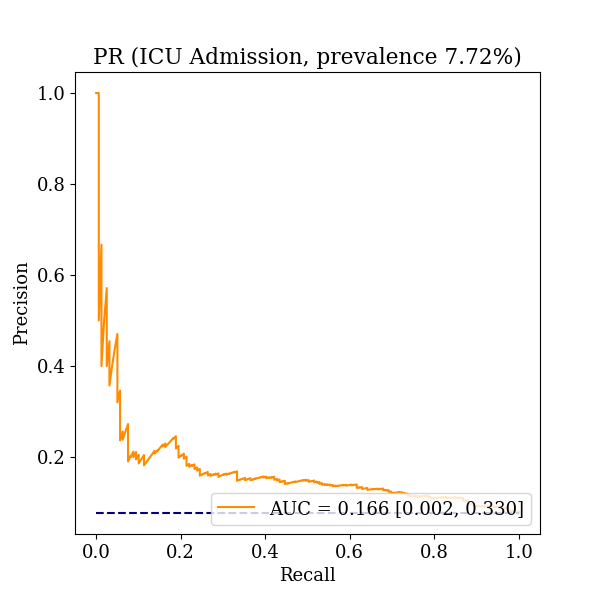 PR (ICU Admission, prevalence 7.72%)
1.0
0.8
0.6
0.4
0.2
Precision
AUC = 0.166 [0.002, 0.330]
0.0 0.2 0.4 0.6 0.8 1.0
Recall